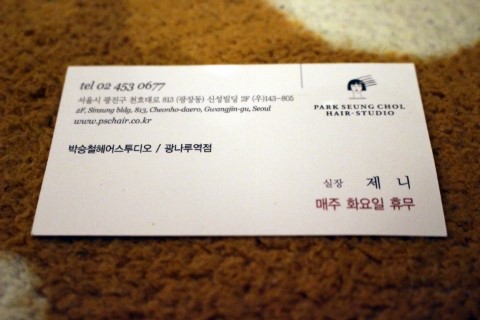 tel 02 453 0677
서울시 광진구 천호대로 813 (광장동) 신성빌딩 2F (우)143-805
2F, Sinsung bldg, 813, Cheonho-daero, Gwangjin-gu, Seoul
www.pschair.co.kr
PARK SEUNG CHOL
HAIR-STUDIO
박승철헤어스투디오 / 광나루역점
실장 제 니
매주 화요일 휴무